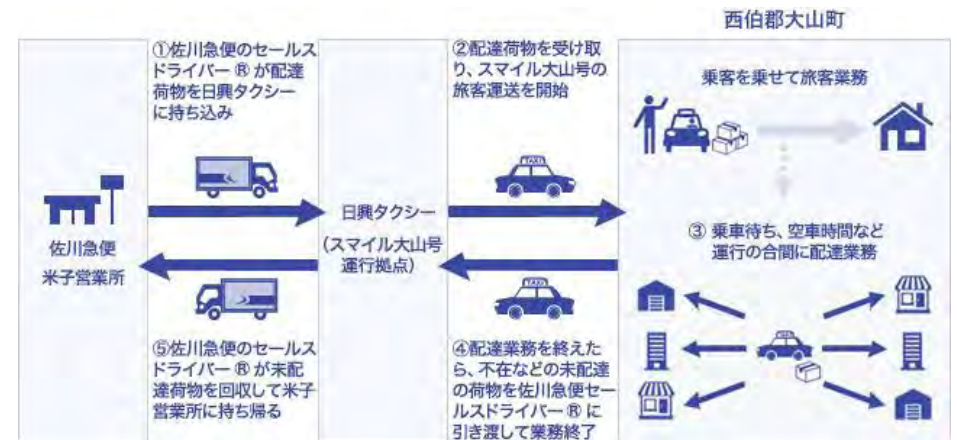 西伯郡大山町
①佐川急便のセールス
ドライバー ® が配達
荷物を日興タクシー
に持ち込み
②配達荷物を受け取
り、スマイル大山号の
旅客運送を開始
乗客を乗せて旅客業務
TAXI
佐川急便
米子営業所
日興タクシー
(スマイル大山号
運行拠点)
③ 乗車待ち、空車時間など
運行の合間に配達業務
TAXI
⑤佐川急便のセールス
ドライバー ® が未配
達荷物を回収して米子
営業所に持ち帰る
④配達業務を終えた
ら、不在などの未配達
の荷物を佐川急便セー
ルスドライバー ® に
引き渡して業務終了